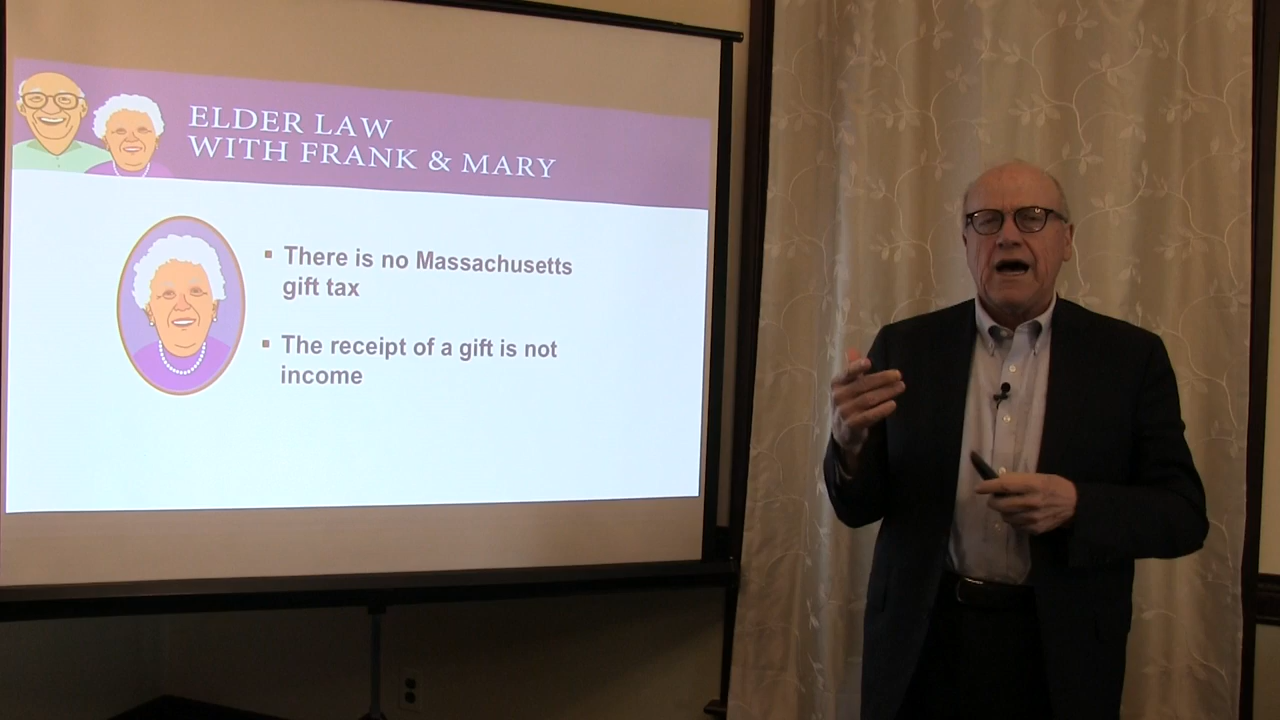 ELDER LAW
WITH FRANK & MARY
▪ There is no Massachusetts
gift tax
▪ The receipt of a gift is not
income